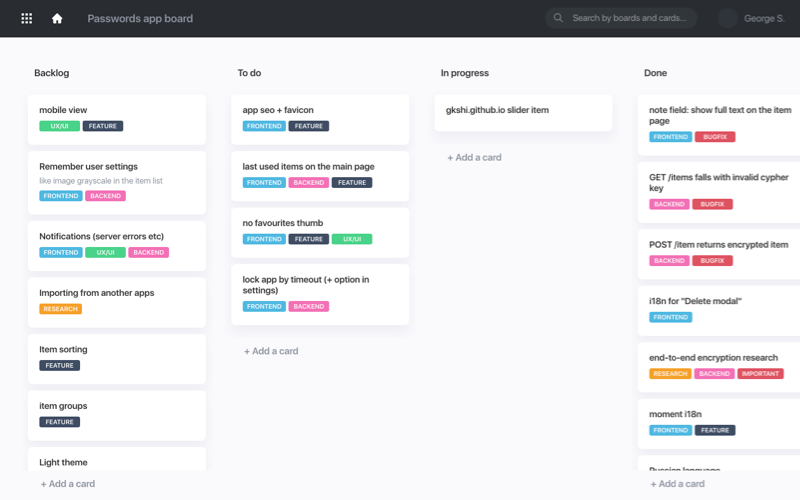 Passwords app board
Search by boards and cards...
George S.
Backlog
mobile view
UX/UI FEATURE
Remember user settings
like image grayscale in the item list
FRONTEND BACKEND
Notifications (server errors etc)
FRONTEND UX/UI BACKEND
Importing from another apps
RESEARCH
Item sorting
FEATURE
item groups
FEATURE
Light theme
+ Add a card
To do
app seo + favicon
FRONTEND FEATURE
last used items on the main page
FRONTEND BACKEND FEATURE
no favourites thumb
FRONTEND FEATURE UX/UI
lock app by timeout (+ option in
settings)
FRONTEND BACKEND
+ Add a card
In progress
gkshi.github.io slider item
+ Add a card
Done
note field: show full text on the item
page
FRONTEND BUGFIX
GET /items falls with invalid cypher
key
BACKEND BUGFIX
POST /item returns encrypted item
BACKEND BUGFIX
i18n for "Delete modal"
FRONTEND
end-to-end encryption research
RESEARCH BACKEND IMPORTANT
moment i18n
FRONTEND FEATURE
Russian language
+ Add a card